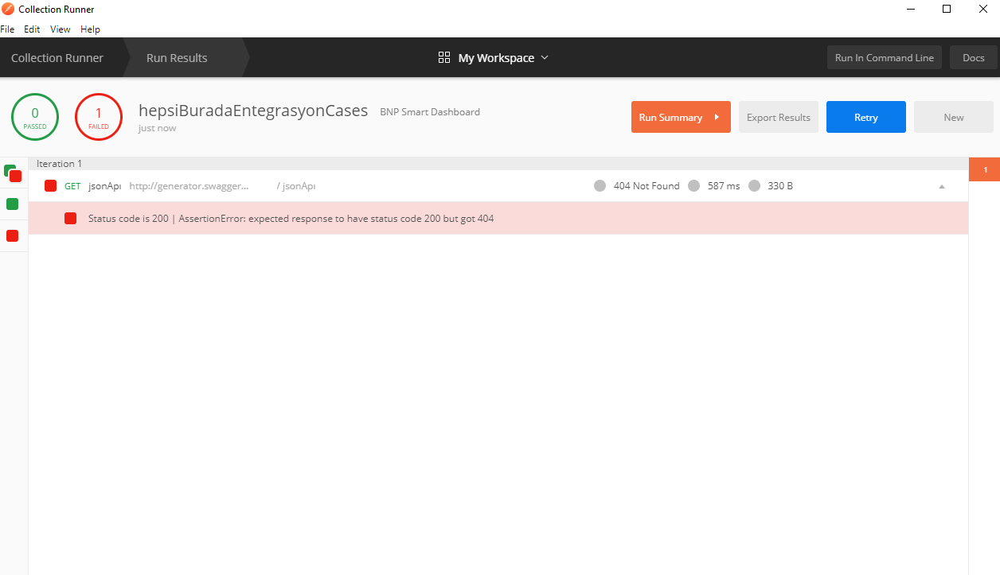 Collection Runner
File Edit View Help
Collection Runner Run Results My Workspace Run In Command Line Docs
0 PASSED
1 FAILED
hepsiBuradaEntegrasyonCases BNP Smart Dashboard
just now
Run Summary Export Results Retry New
Iteration 1
1
GET jsonApı http://generator.swagger... / jsonApı 404 Not Found 587 ms 330 B
Status code is 200 | AssertionError: expected response to have status code 200 but got 404